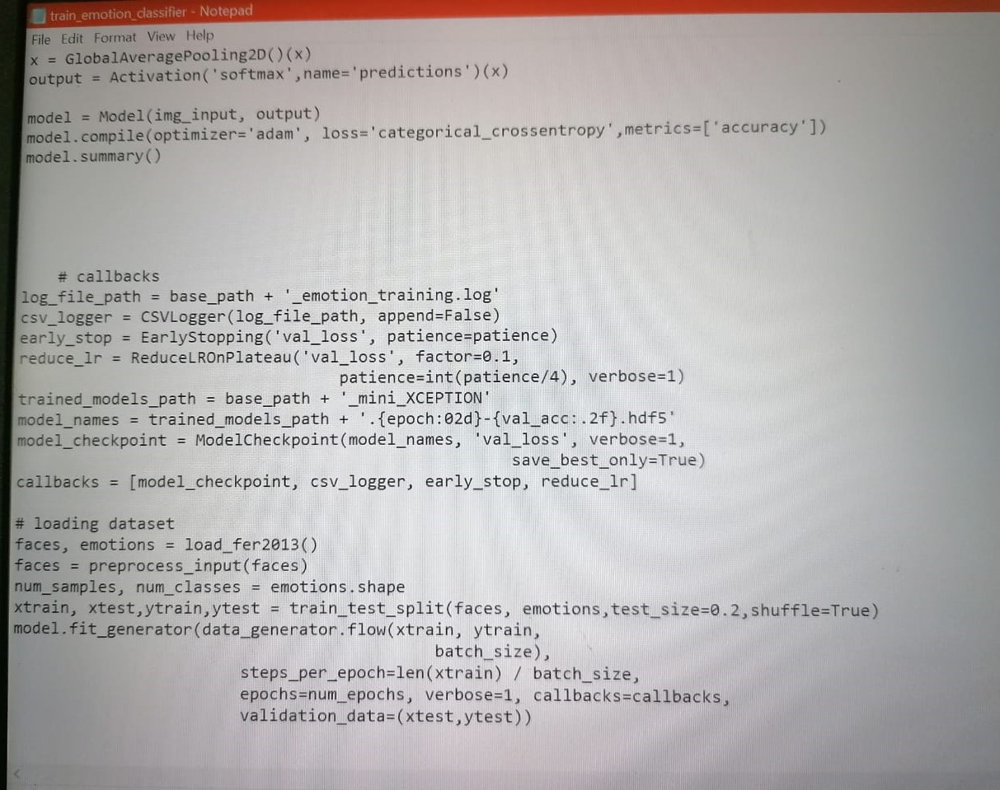 train_emotion_classifier - Notepad
File Edit Format View Help
x = GlobalAveragePooling2D()(x)
output = Activation('softmax',name='predictions')(x)

model = Model(img_input, output)
model.compile(optimizer='adam', loss='categorical_crossentropy',metrics=['accuracy'])
model.summary()

    # callbacks
log_file_path = base_path + '_emotion_training.log'
csv_logger = CSVLogger(log_file_path, append=False)
early_stop = EarlyStopping('val_loss', patience=patience)
reduce_lr = ReduceLROnPlateau('val_loss', factor=0.1,
                                  patience=int(patience/4), verbose=1)
trained_models_path = base_path + '_mini_XCEPTION'
model_names = trained_models_path + '.{epoch:02d}-{val_acc:.2f}.hdf5'
model_checkpoint = ModelCheckpoint(model_names, 'val_loss', verbose=1,
                                                    save_best_only=True)
callbacks = [model_checkpoint, csv_logger, early_stop, reduce_lr]

# loading dataset
faces, emotions = load_fer2013()
faces = preprocess_input(faces)
num_samples, num_classes = emotions.shape
xtrain, xtest,ytrain,ytest = train_test_split(faces, emotions,test_size=0.2,shuffle=True)
model.fit_generator(data_generator.flow(xtrain, ytrain,
                                            batch_size),
                        steps_per_epoch=len(xtrain) / batch_size,
                        epochs=num_epochs, verbose=1, callbacks=callbacks,
                        validation_data=(xtest,ytest))